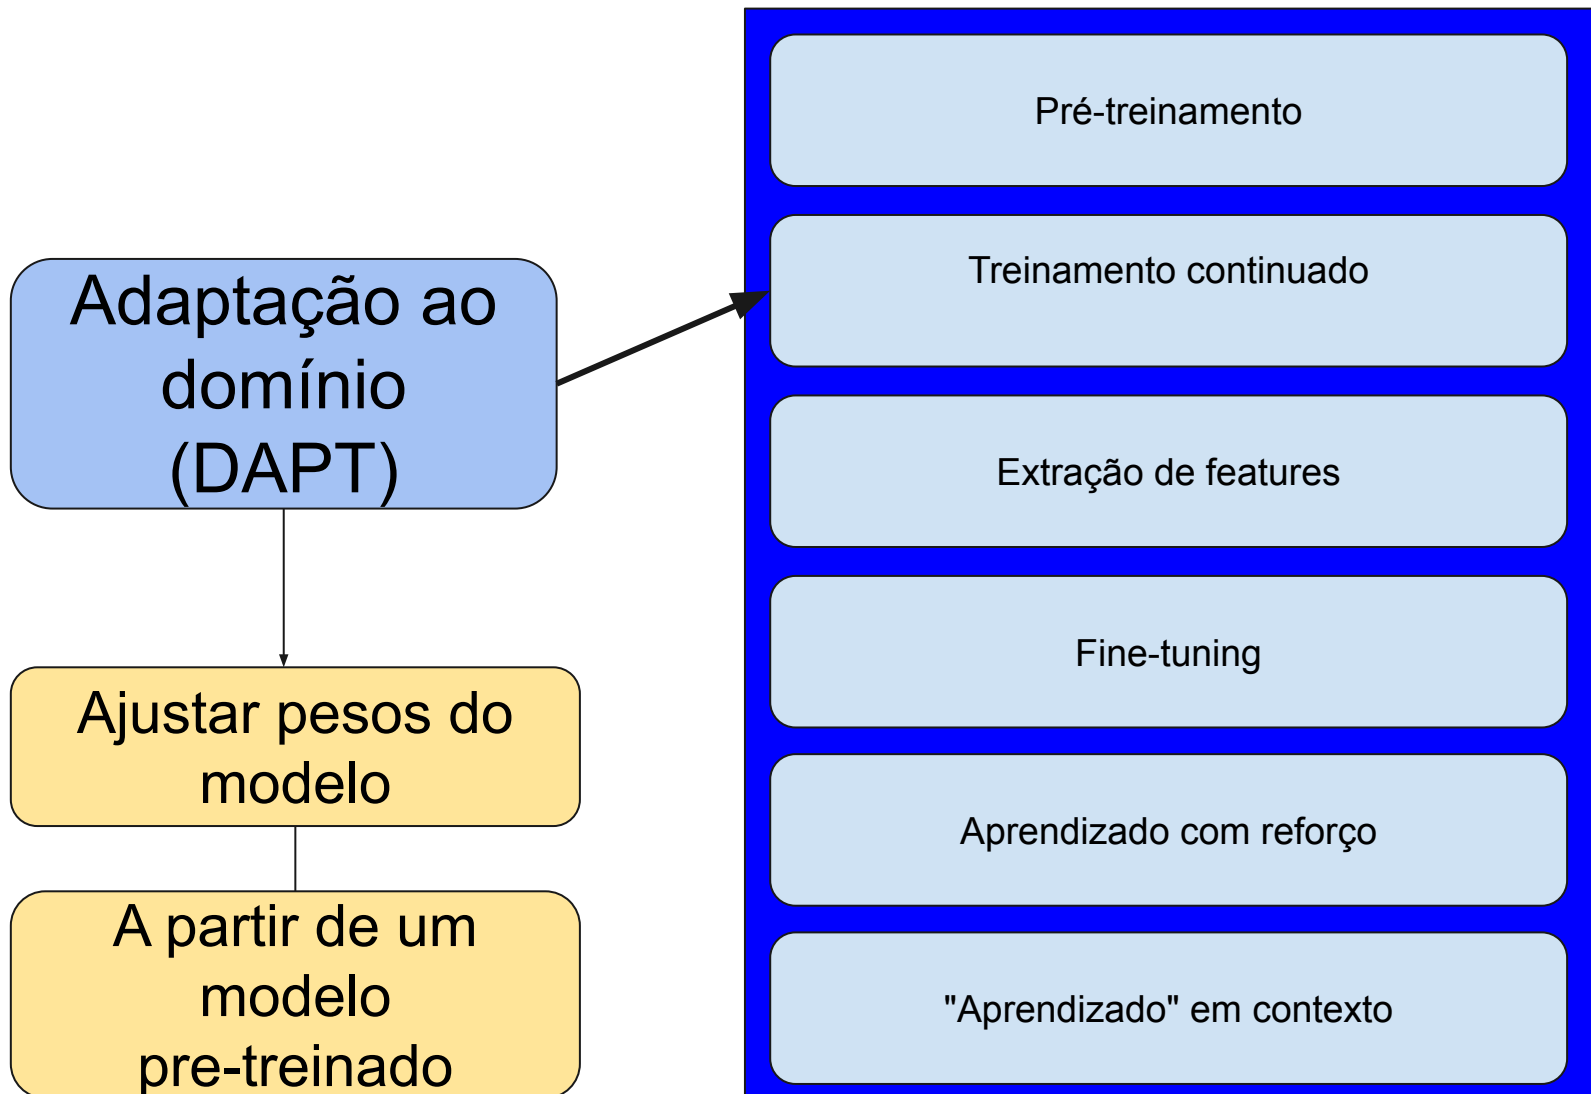 Adaptação ao
domínio
(DAPT)
Ajustar pesos do
modelo
A partir de um
modelo
pre-treinado
Pré-treinamento
Treinamento continuado
Extração de features
Fine-tuning
Aprendizado com reforço
"Aprendizado" em contexto